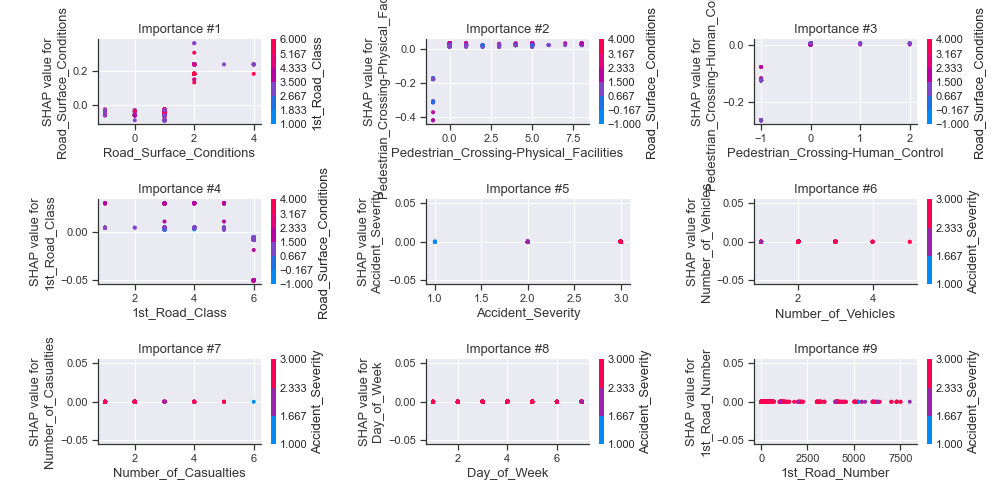 Importance #1
SHAP value for
Road_Surface_Conditions
0.2
0.0
0 2 4
Road_Surface_Conditions
6.000
5.167
4.333
3.500
2.667
1.833
1.000
1st_Road_Class
Importance #2
SHAP value for
Pedestrian_Crossing-Physical_Fac
0.0
−0.2
−0.4
0 2 4 6 8
Pedestrian_Crossing-Physical_Facilities
4.000
3.167
2.333
1.500
0.667
−0.167
−1.000
Road_Surface_Conditions
Importance #3
SHAP value for
Pedestrian_Crossing-Human_Co
0.0
−0.2
−1 0 1 2
Pedestrian_Crossing-Human_Control
4.000
3.167
2.333
1.500
0.667
−0.167
−1.000
Road_Surface_Conditions
Importance #4
SHAP value for
1st_Road_Class
0.00
−0.05
2 4 6
1st_Road_Class
4.000
3.167
2.333
1.500
0.667
−0.167
−1.000
Road_Surface_Conditions
Importance #5
SHAP value for
Accident_Severity
0.05
0.00
−0.05
1.0 1.5 2.0 2.5 3.0
Accident_Severity
Importance #6
SHAP value for
Number_of_Vehicles
0.05
0.00
−0.05
2 4
Number_of_Vehicles
3.000
2.333
1.667
1.000
Accident_Severity
Importance #7
SHAP value for
Number_of_Casualties
0.05
0.00
−0.05
2 4 6
Number_of_Casualties
3.000
2.333
1.667
1.000
Accident_Severity
Importance #8
SHAP value for
Day_of_Week
0.05
0.00
−0.05
2 4 6
Day_of_Week
3.000
2.333
1.667
1.000
Accident_Severity
Importance #9
SHAP value for
1st_Road_Number
0.05
0.00
−0.05
0 2500 5000 7500
1st_Road_Number
3.000
2.333
1.667
1.000
Accident_Severity